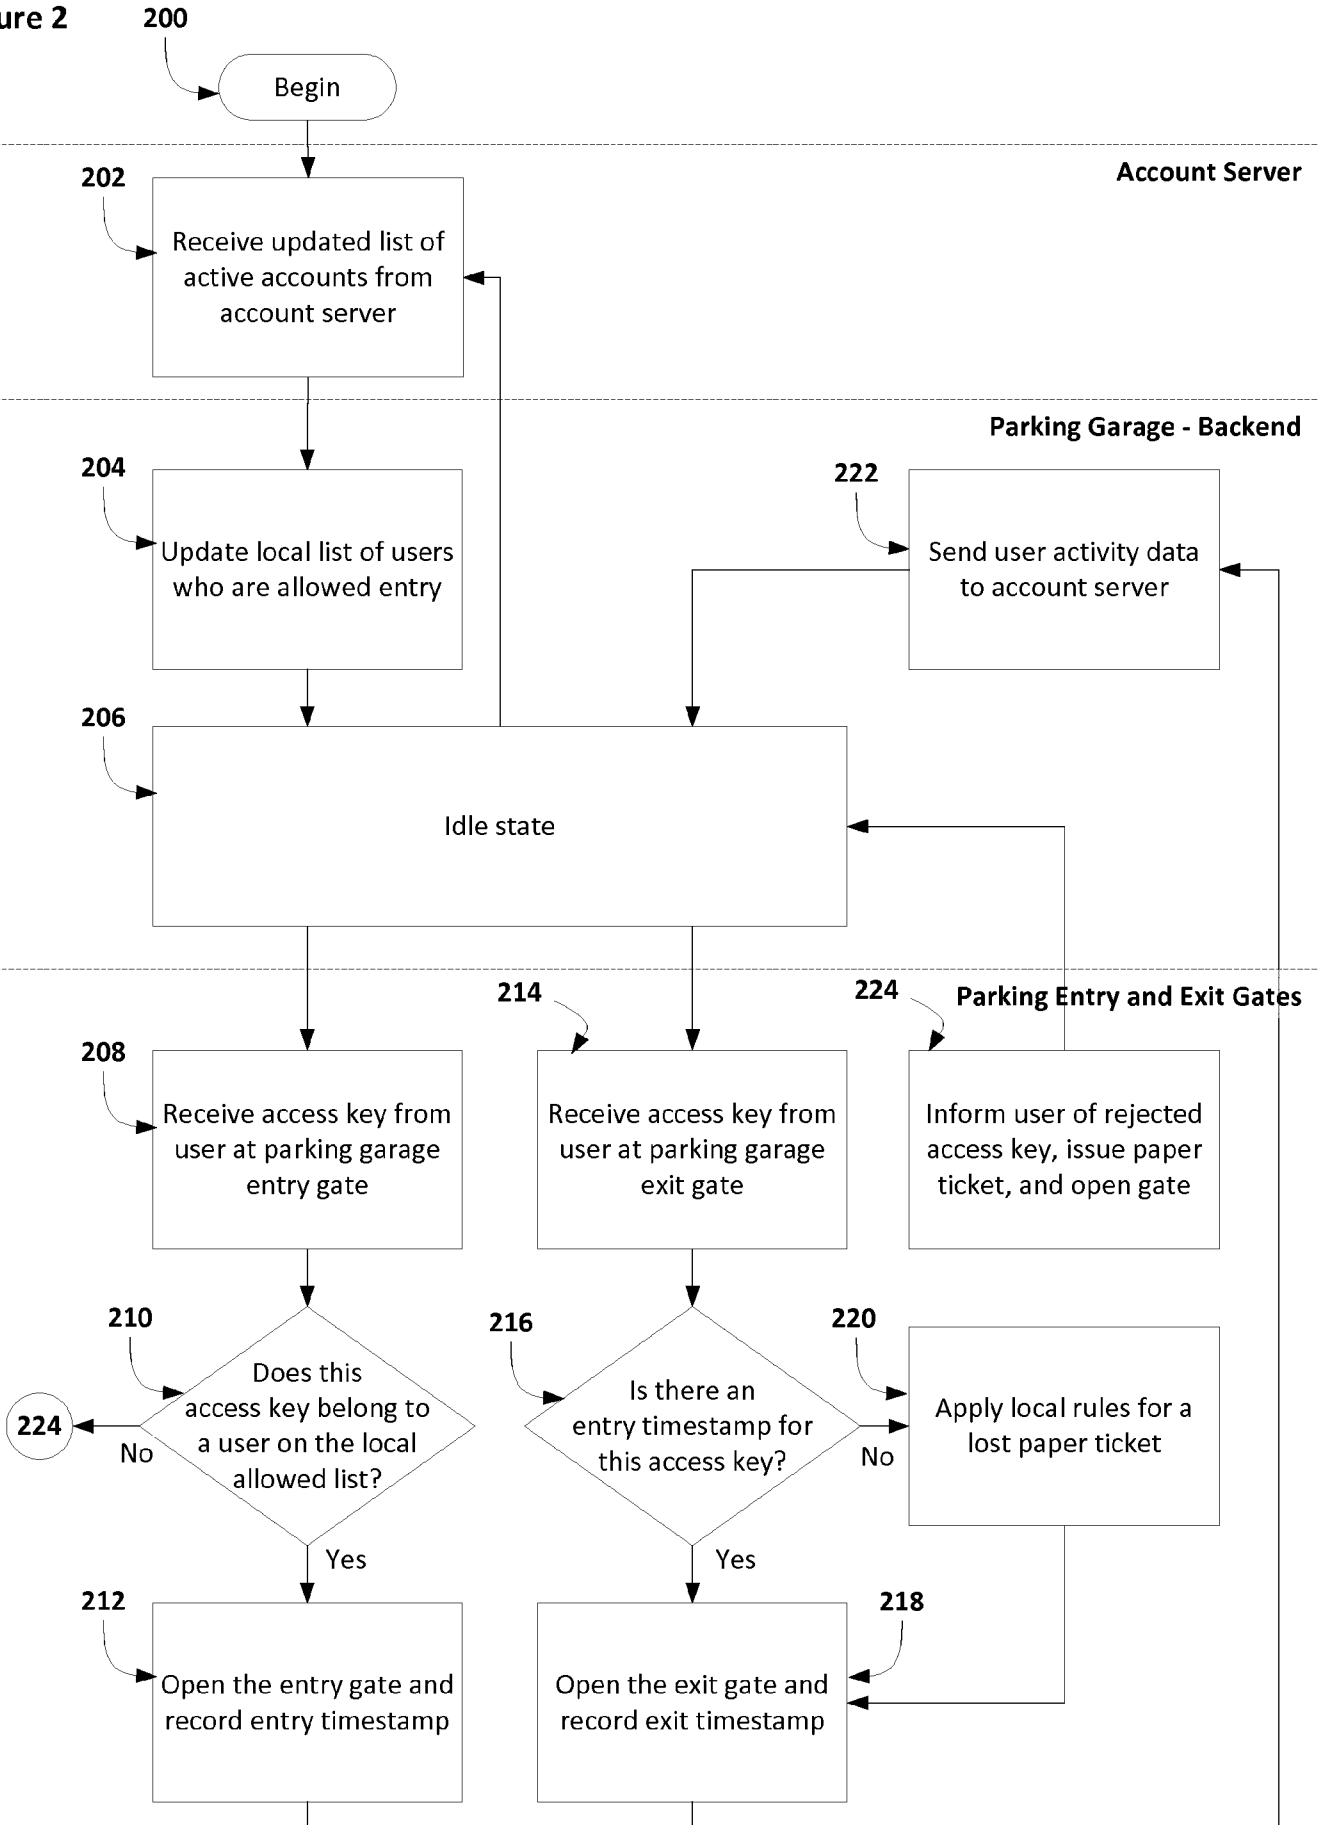 ure 2
200
Begin
Account Server
202
Receive updated list of
active accounts from
account server
Parking Garage - Backend
204
Update local list of users
who are allowed entry
222
Send user activity data
to account server
206
Idle state
Parking Entry and Exit Gates
208
Receive access key from
user at parking garage
entry gate
214
Receive access key from
user at parking garage
exit gate
224
Inform user of rejected
access key, issue paper
ticket, and open gate
210
Does this
access key belong to
a user on the local
allowed list?
224
No
Yes
216
Is there an
entry timestamp for
this access key?
No
Yes
220
Apply local rules for a
lost paper ticket
212
Open the entry gate and
record entry timestamp
218
Open the exit gate and
record exit timestamp